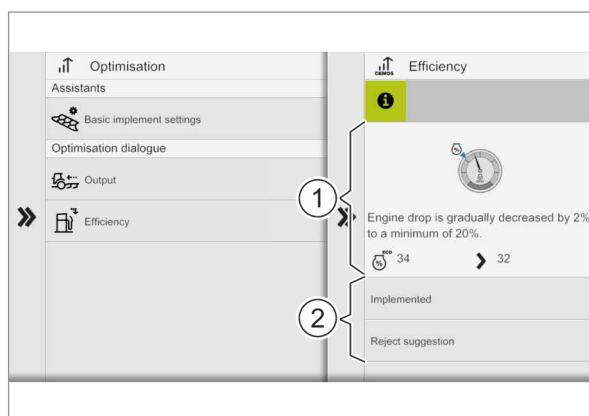 Optimisation
Assistants
Basic implement settings
Optimisation dialogue
Output
Efficiency
CEMOS
Efficiency
i
%
Engine drop is gradually decreased by 2%
to a minimum of 20%.
ECO
%
34
32
1
Implemented
Reject suggestion
2